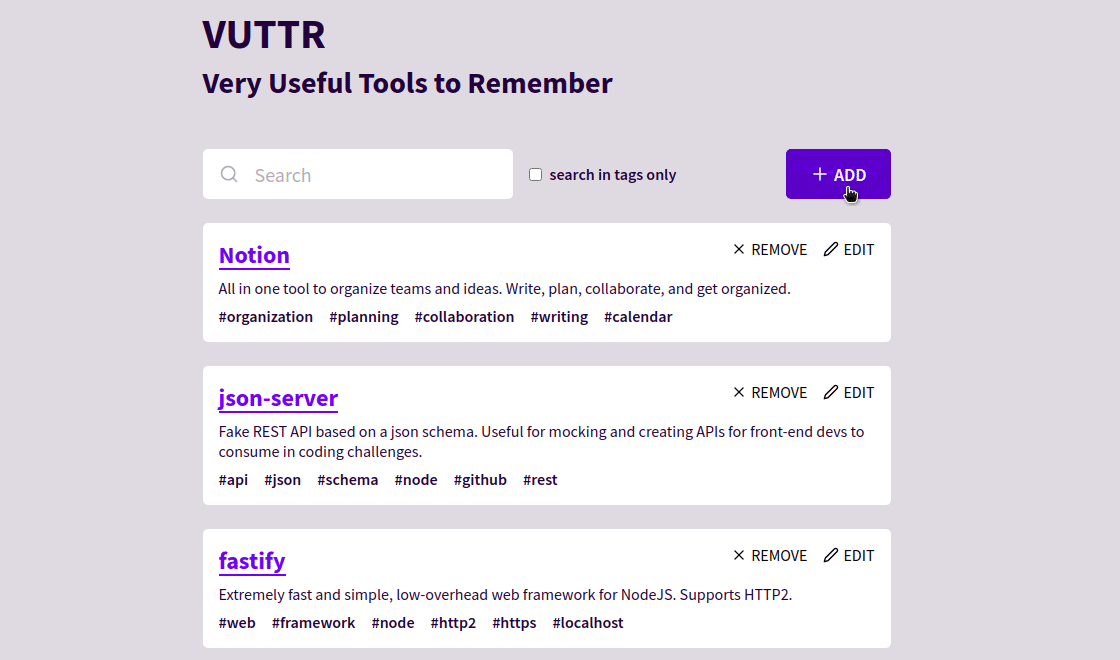 VUTTR
Very Useful Tools to Remember
Search
search in tags only
ADD
Notion
REMOVE
EDIT
All in one tool to organize teams and ideas. Write, plan, collaborate, and get organized.
#organization #planning #collaboration #writing #calendar
json-server
REMOVE
EDIT
Fake REST API based on a json schema. Useful for mocking and creating APIs for front-end devs to
consume in coding challenges.
#api #json #schema #node #github #rest
fastify
REMOVE
EDIT
Extremely fast and simple, low-overhead web framework for NodeJS. Supports HTTP2.
#web #framework #node #http2 #https #localhost